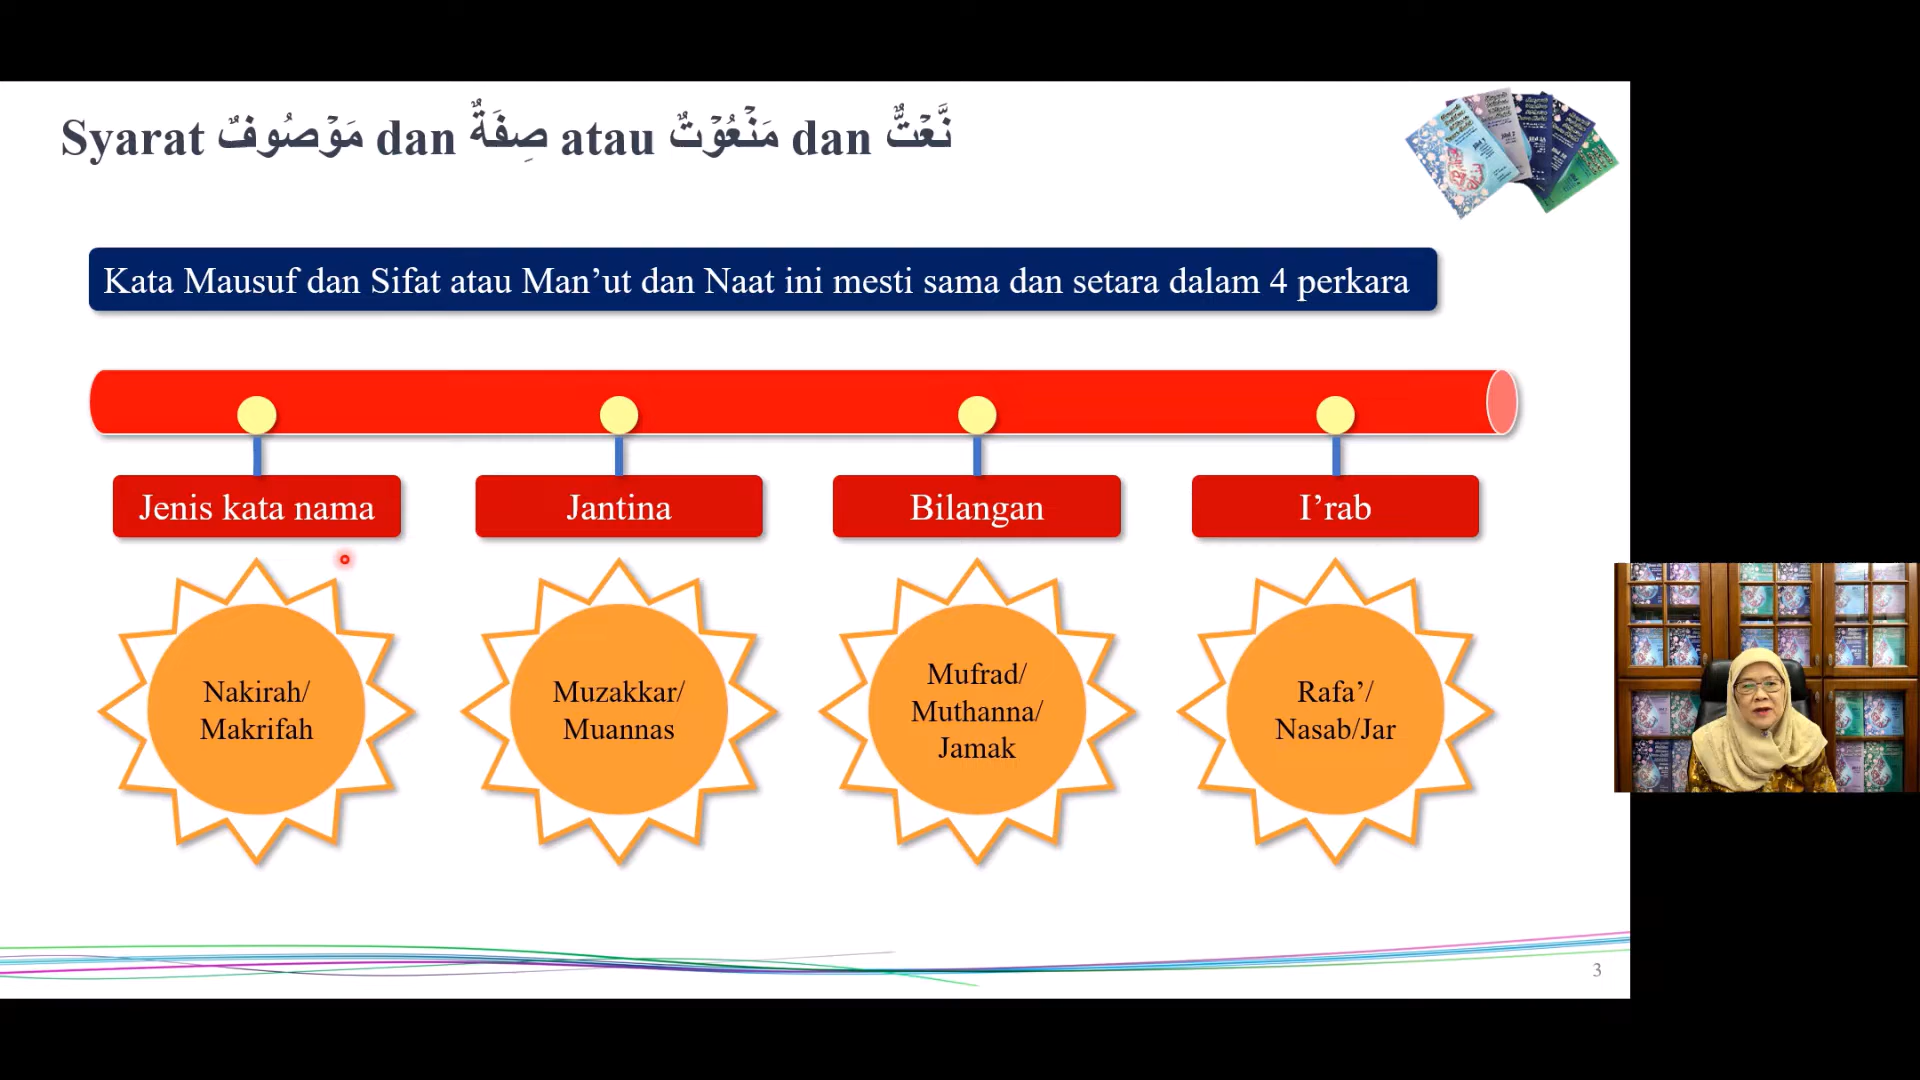 Syarat مَوْصُوفٌ dan صِفَةٌ atau مَنْعُوْتٌ dan نَّعْتٌ
Kata Mausuf dan Sifat atau Man’ut dan Naat ini mesti sama dan setara dalam 4 perkara
Jenis kata nama
Jantina
Bilangan
I’rab
Nakirah/
Makrifah
Muzakkar/
Muannas
Mufrad/
Muthanna/
Jamak
Rafa’/
Nasab/Jar
3